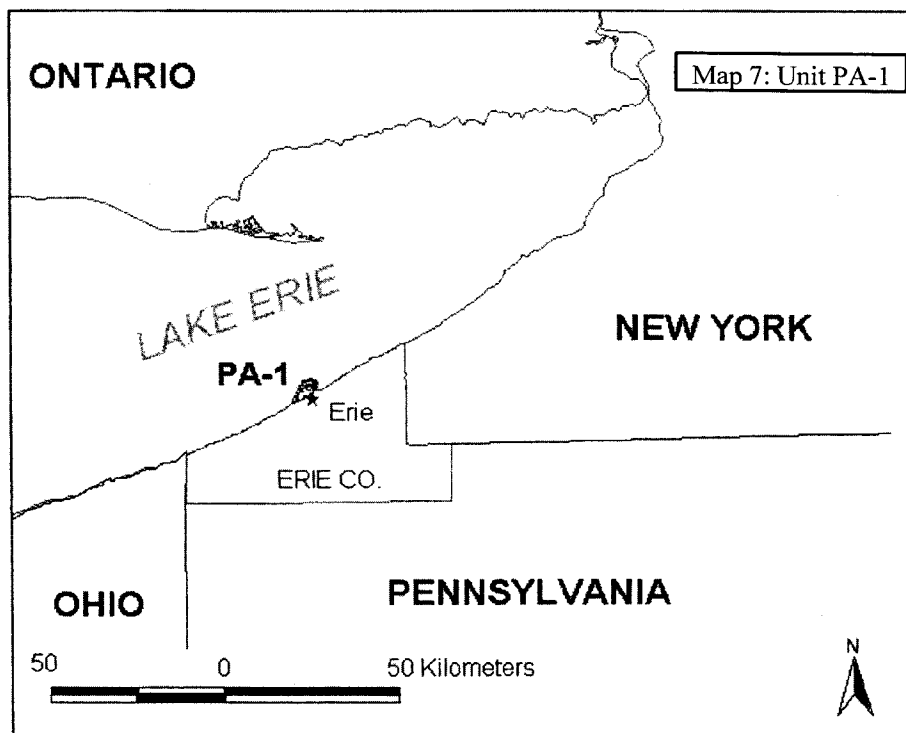 ONTARIO
Map 7: Unit PA-1
LAKE ERIE
NEW YORK
PA-1
Erie
ERIE CO.
OHIO
PENNSYLVANIA
50 0 50 Kilometers
N